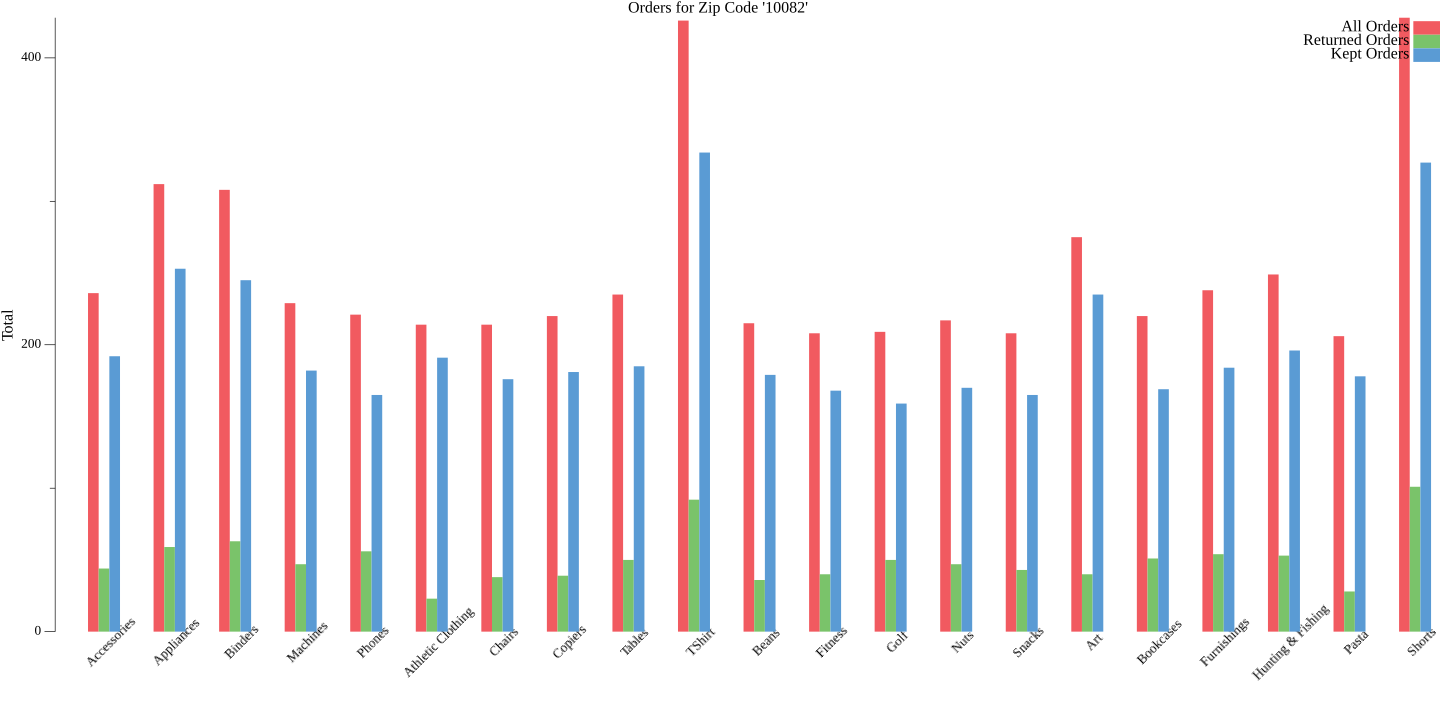 Orders for Zip Code '10082'
All Orders
Returned Orders
Kept Orders
400
200
0
Total
Accessories
Appliances
Binders
Machines
Phones
Athletic Clothing
Chairs
Copiers
Tables
TShirt
Beans
Fitness
Golf
Nuts
Snacks
Art
Bookcases
Furnishings
Hunting & Fishing
Pasta
Shorts